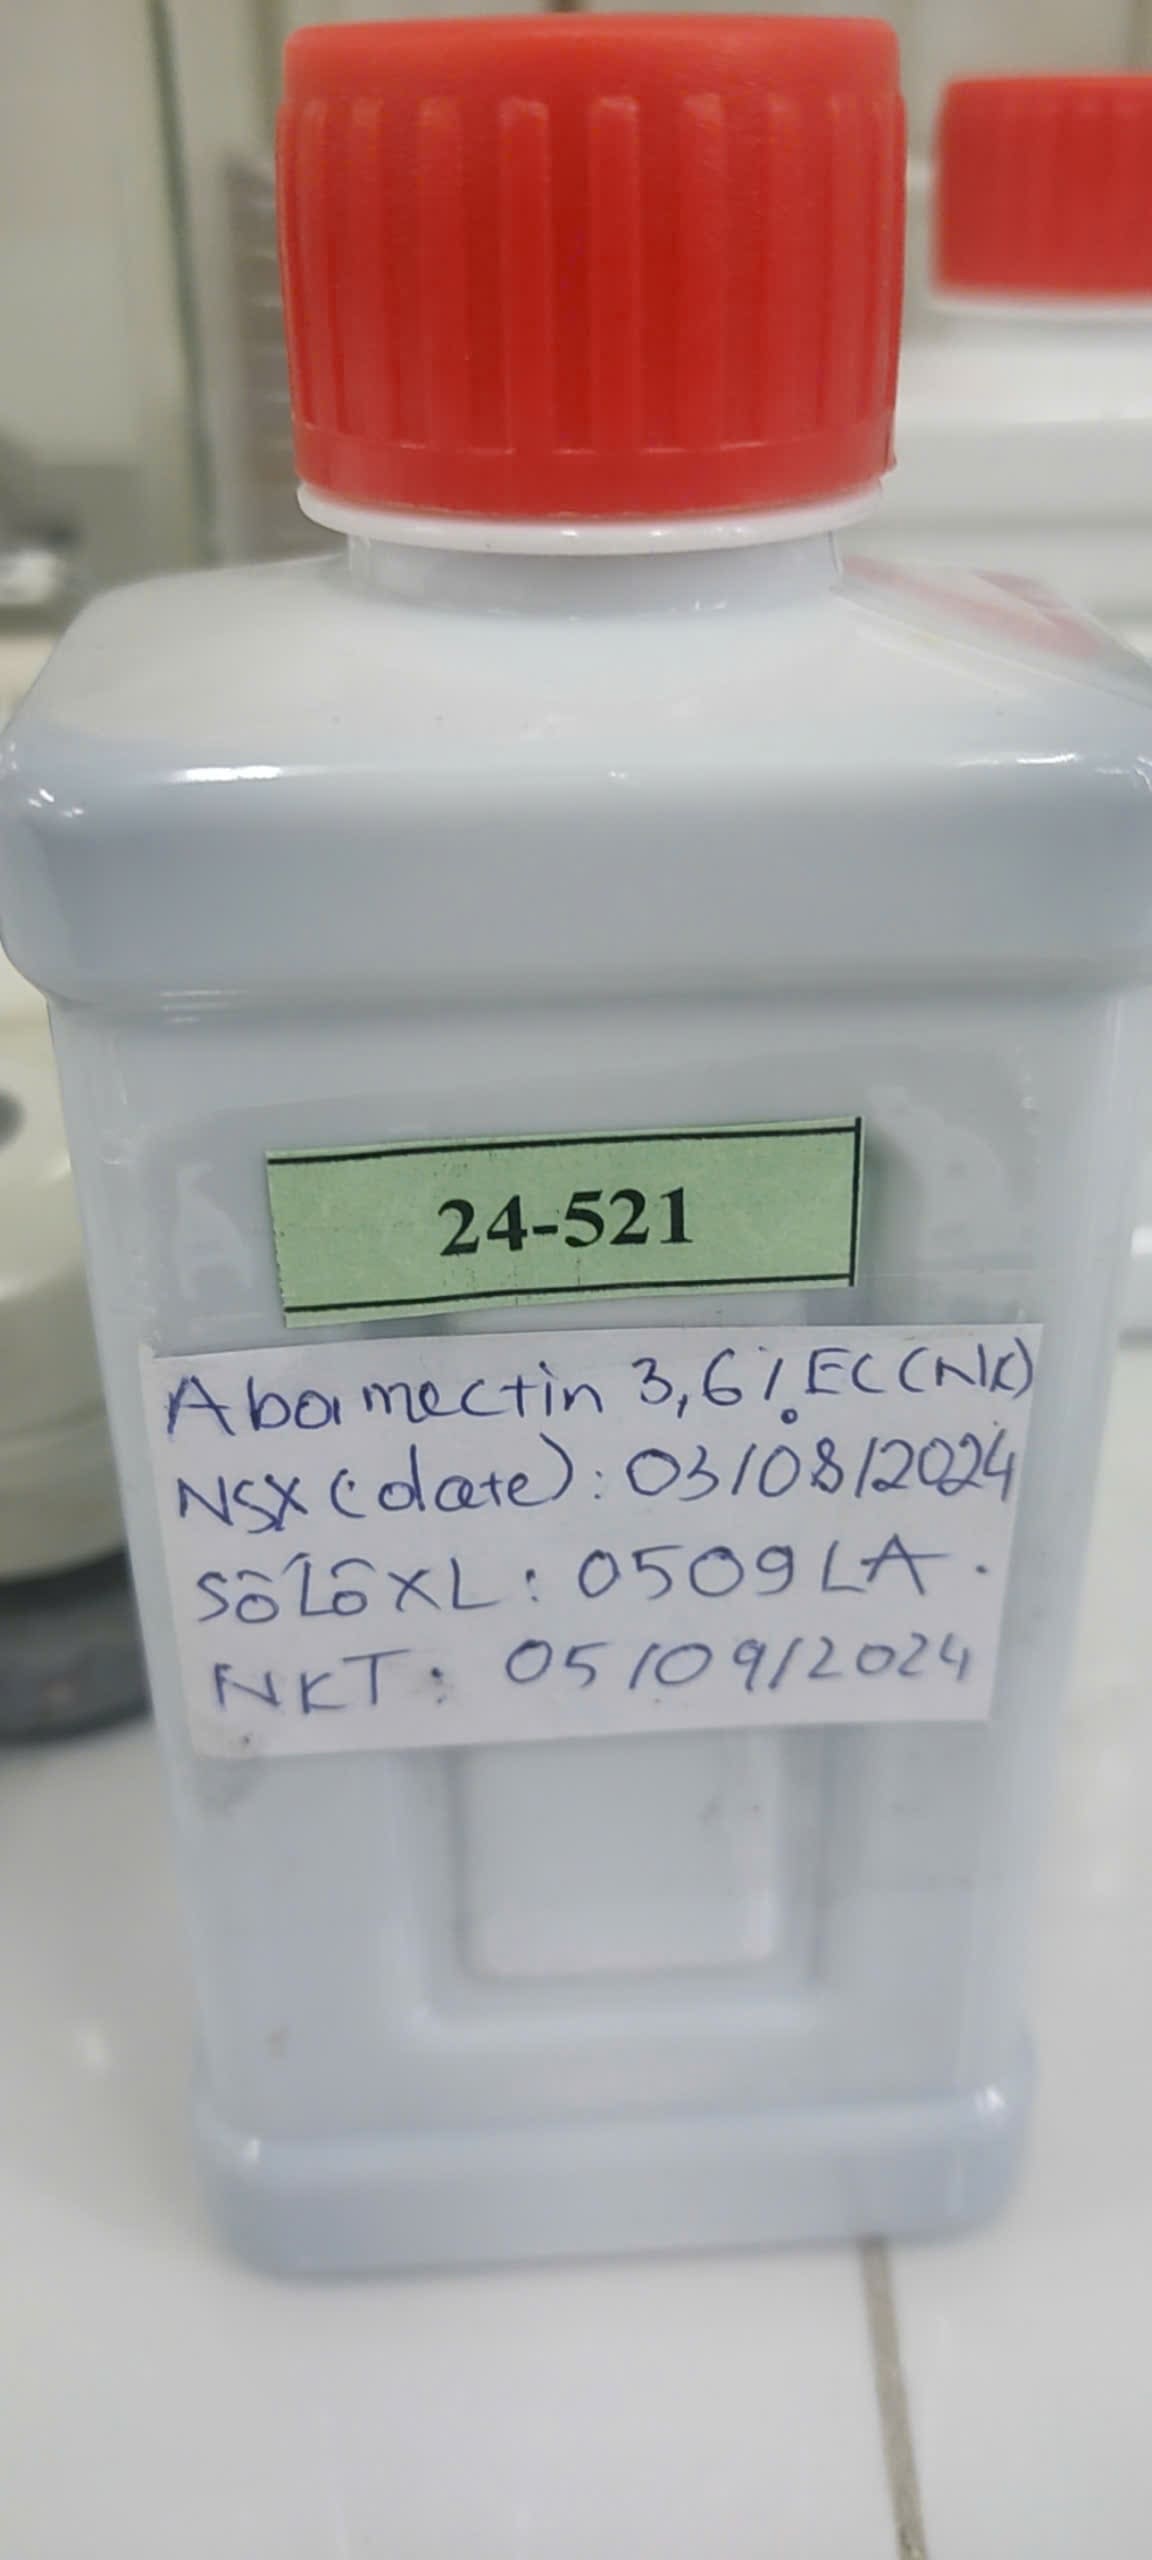 24-521
Abamectin 3,6% EC (NK)
NSX (date): 03/08/2024
Số Lô XL: 0509LA.
NKT: 05/09/2024